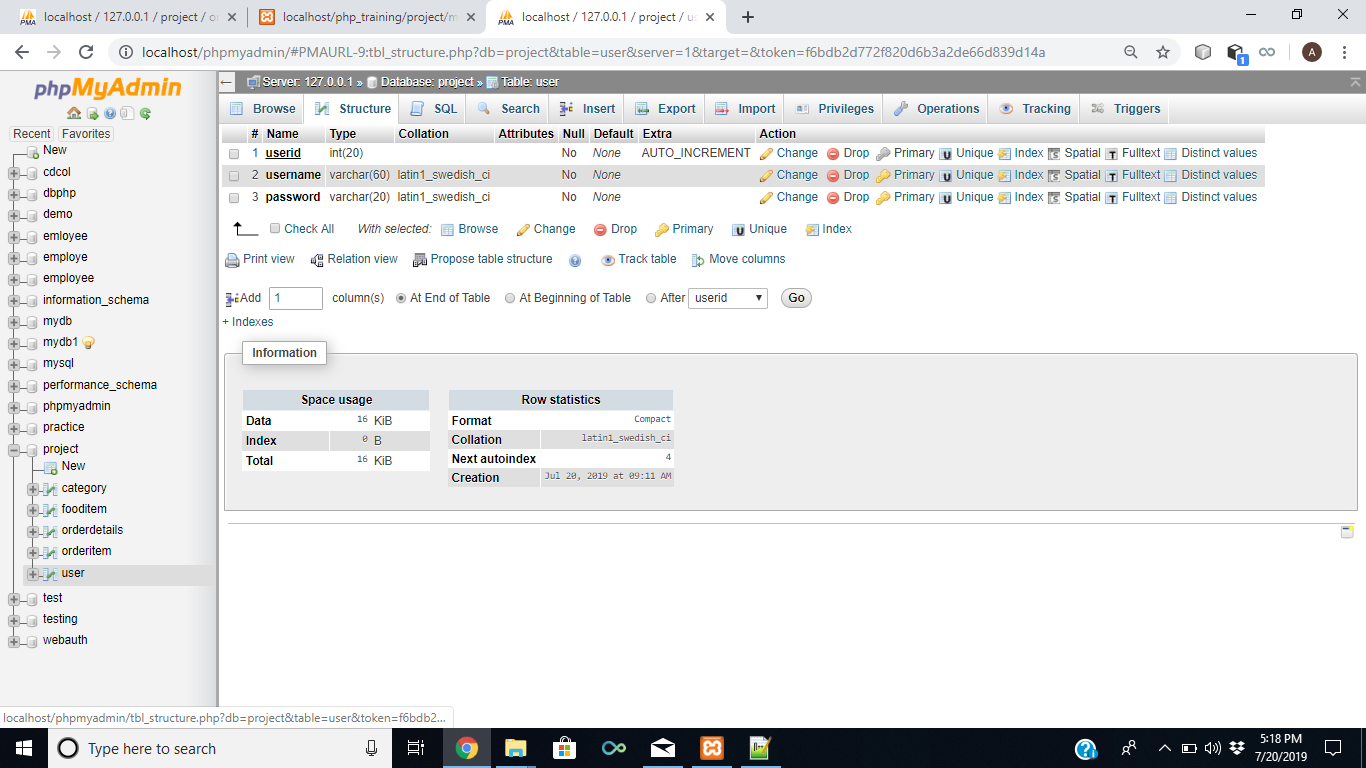 localhost / 127.0.0.1 / project / o
localhost/php_training/project/m
localhost / 127.0.0.1 / project / us
localhost/phpmyadmin/#PMAURL-9:tbl_structure.php?db=project&table=user&server=1&target=&token=f6bdb2d772f820d6b3a2de66d839d14a
A
1
phpMyAdmin
Recent Favorites
New
cdcol
dbphp
demo
emloyee
employe
employee
information_schema
mydb
mydb1
mysql
performance_schema
phpmyadmin
practice
project
New
category
fooditem
orderdetails
orderitem
user
test
testing
webauth
Server: 127.0.0.1 » Database: project » Table: user
Browse Structure SQL Search Insert Export Import Privileges Operations Tracking Triggers
# Name Type Collation Attributes Null Default Extra Action
1 userid int(20) No None AUTO_INCREMENT Change Drop Primary Unique Index Spatial Fulltext Distinct values
2 username varchar(60) latin1_swedish_ci No None Change Drop Primary Unique Index Spatial Fulltext Distinct values
3 password varchar(20) latin1_swedish_ci No None Change Drop Primary Unique Index Spatial Fulltext Distinct values
Check All With selected: Browse Change Drop Primary Unique Index
Print view Relation view Propose table structure Track table Move columns
Add 1 column(s) At End of Table At Beginning of Table After userid Go
+ Indexes
Information
Space usage
Data 16 KiB
Index 0 B
Total 16 KiB
Row statistics
Format Compact
Collation latin1_swedish_ci
Next autoindex 4
Creation Jul 20, 2019 at 09:11 AM
localhost/phpmyadmin/tbl_structure.php?db=project&table=user&token=f6bdb2...
Type here to search
5:18 PM
7/20/2019